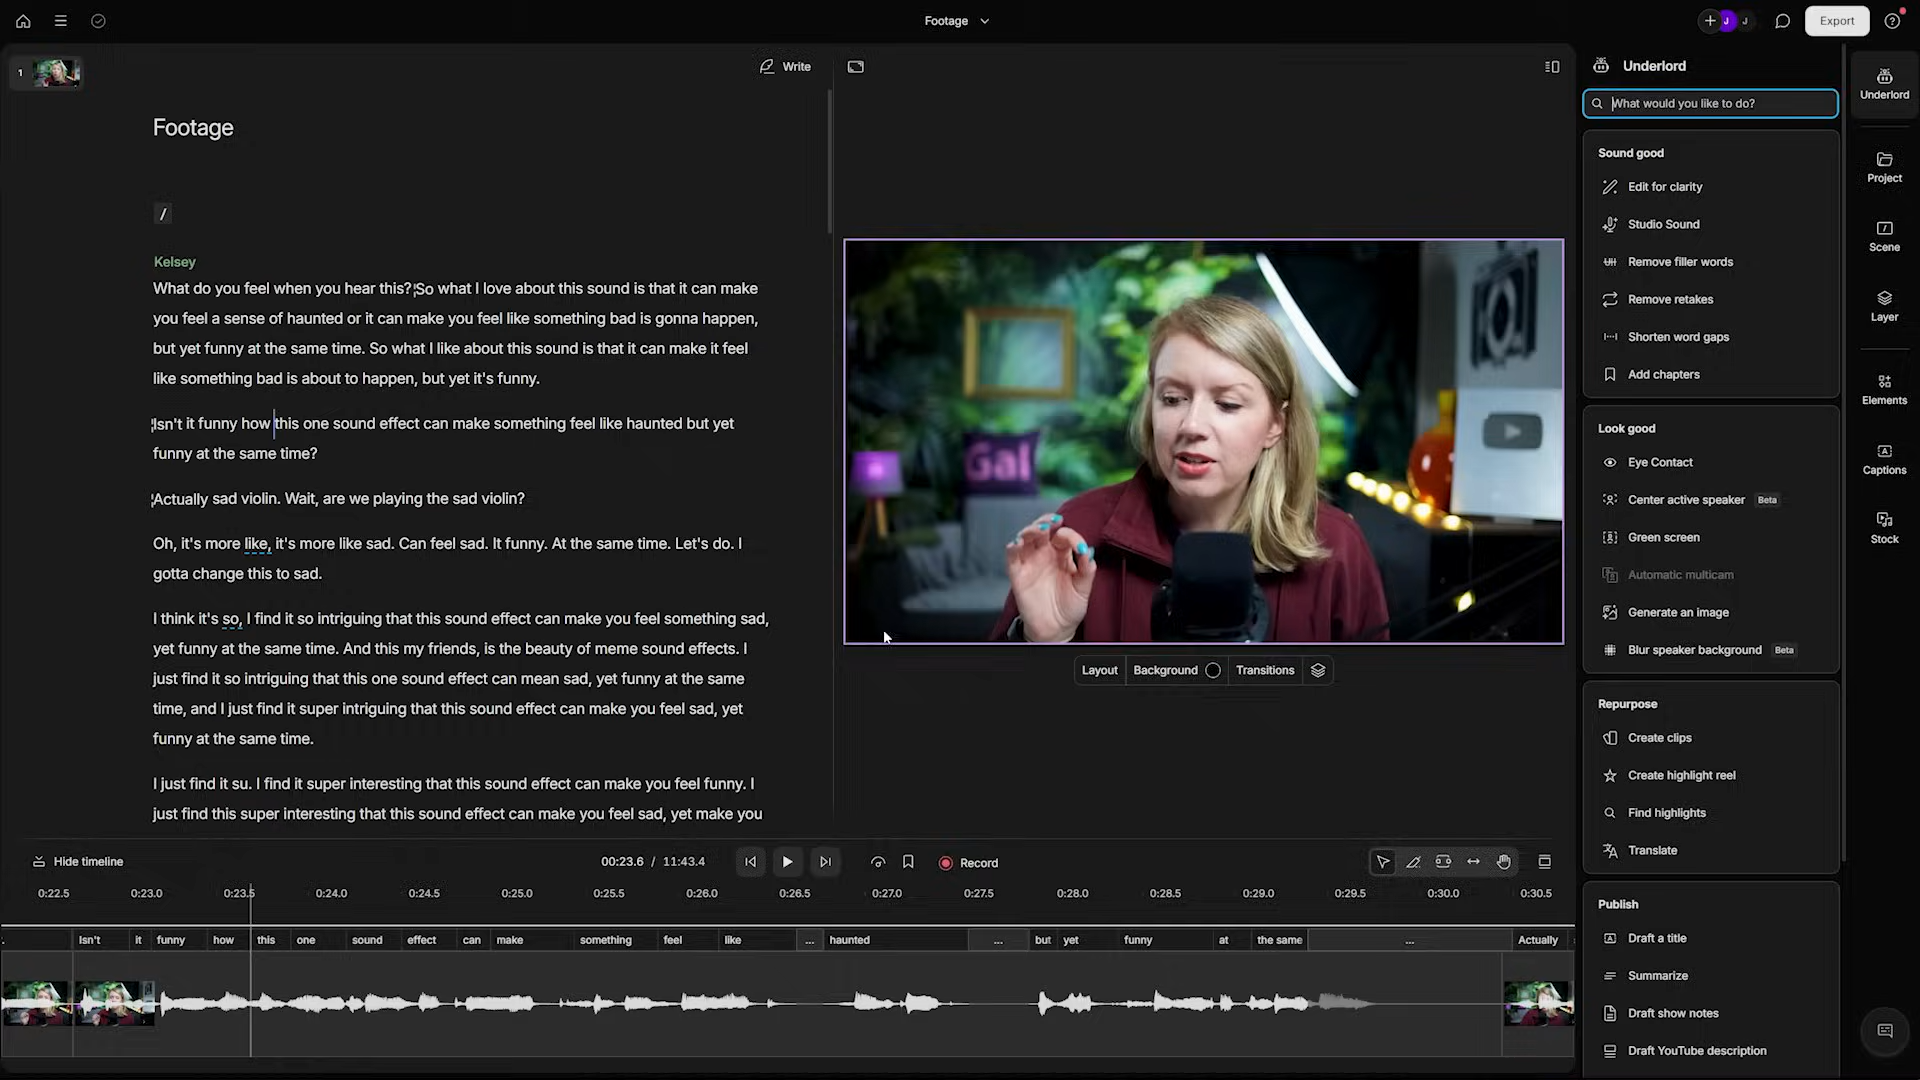 Footage
J
J
Export
1
Write
Underlord
What would you like to do?
Underlord
Footage
Sound good
Edit for clarity
Studio Sound
Remove filler words
Remove retakes
Shorten word gaps
Add chapters
Project
Scene
Layer
Elements
Captions
Stock
/
Kelsey
What do you feel when you hear this? So what I love about this sound is that it can make
you feel a sense of haunted or it can make you feel like something bad is gonna happen,
but yet funny at the same time. So what I like about this sound is that it can make it feel
like something bad is about to happen, but yet it's funny.
Isn't it funny how this one sound effect can make something feel like haunted but yet
funny at the same time?
Actually sad violin. Wait, are we playing the sad violin?
Oh, it's more like, it's more like sad. Can feel sad. It funny. At the same time. Let's do. I
gotta change this to sad.
I think it's so, I find it so intriguing that this sound effect can make you feel something sad,
yet funny at the same time. And this my friends, is the beauty of meme sound effects. I
just find it so intriguing that this one sound effect can mean sad, yet funny at the same
time, and I just find it super intriguing that this sound effect can make you feel sad, yet
funny at the same time.
I just find it su. I find it super interesting that this sound effect can make you feel funny. I
just find this super interesting that this sound effect can make you feel sad, yet make you
Gal
Layout
Background
Transitions
Look good
Eye Contact
Center active speaker Beta
Green screen
Automatic multicam
Generate an image
Blur speaker background Beta
Repurpose
Create clips
Create highlight reel
Find highlights
Translate
Publish
Draft a title
Summarize
Draft show notes
Draft YouTube description
Hide timeline
00:23.6 / 11:43.4
Record
0:22.5 0:23.0 0:23.5 0:24.0 0:24.5 0:25.0 0:25.5 0:26.0 0:26.5 0:27.0 0:27.5 0:28.0 0:28.5 0:29.0 0:29.5 0:30.0 0:30.5
. Isn't it funny how this one sound effect can make something feel like ... haunted ... but yet funny at the same ... Actually